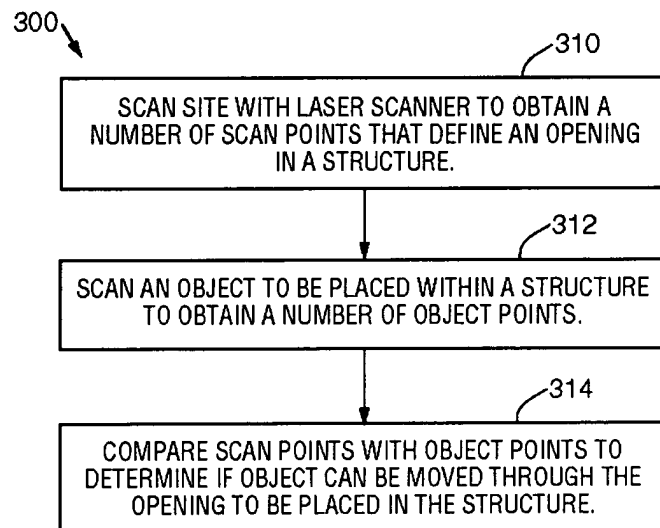 300
310
SCAN SITE WITH LASER SCANNER TO OBTAIN A
NUMBER OF SCAN POINTS THAT DEFINE AN OPENING
IN A STRUCTURE.
312
SCAN AN OBJECT TO BE PLACED WITHIN A STRUCTURE
TO OBTAIN A NUMBER OF OBJECT POINTS.
314
COMPARE SCAN POINTS WITH OBJECT POINTS TO
DETERMINE IF OBJECT CAN BE MOVED THROUGH THE
OPENING TO BE PLACED IN THE STRUCTURE.